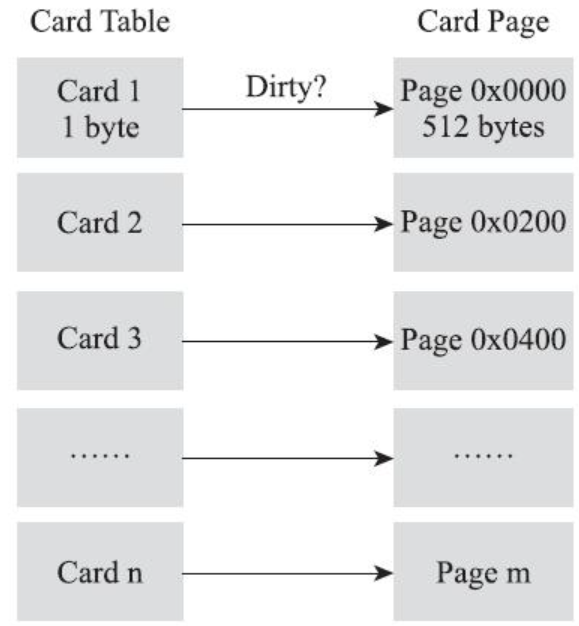 Card Table
Card Page
Card 1
1 byte
Dirty?
Page 0x0000
512 bytes
Card 2
Page 0x0200
Card 3
Page 0x0400
……
……
Card n
Page m